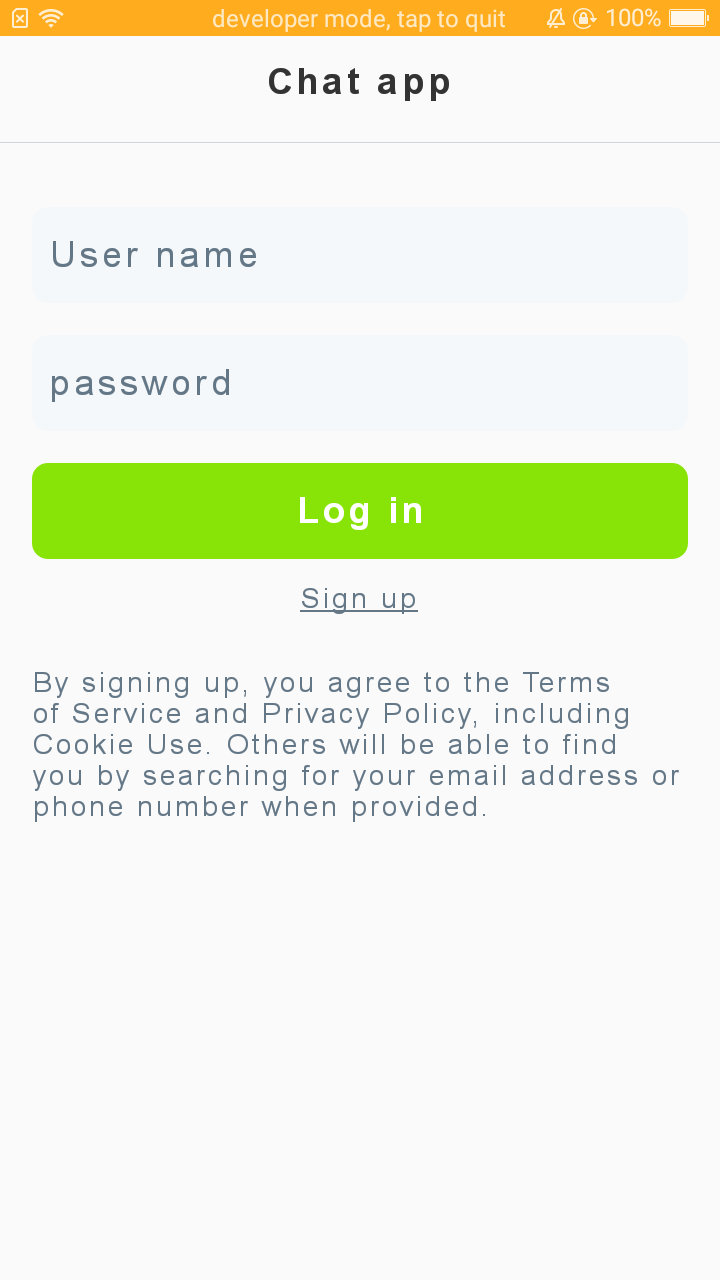 developer mode, tap to quit 100%
Chat app
User name
password
Log in
Sign up
By signing up, you agree to the Terms
of Service and Privacy Policy, including
Cookie Use. Others will be able to find
you by searching for your email address or
phone number when provided.